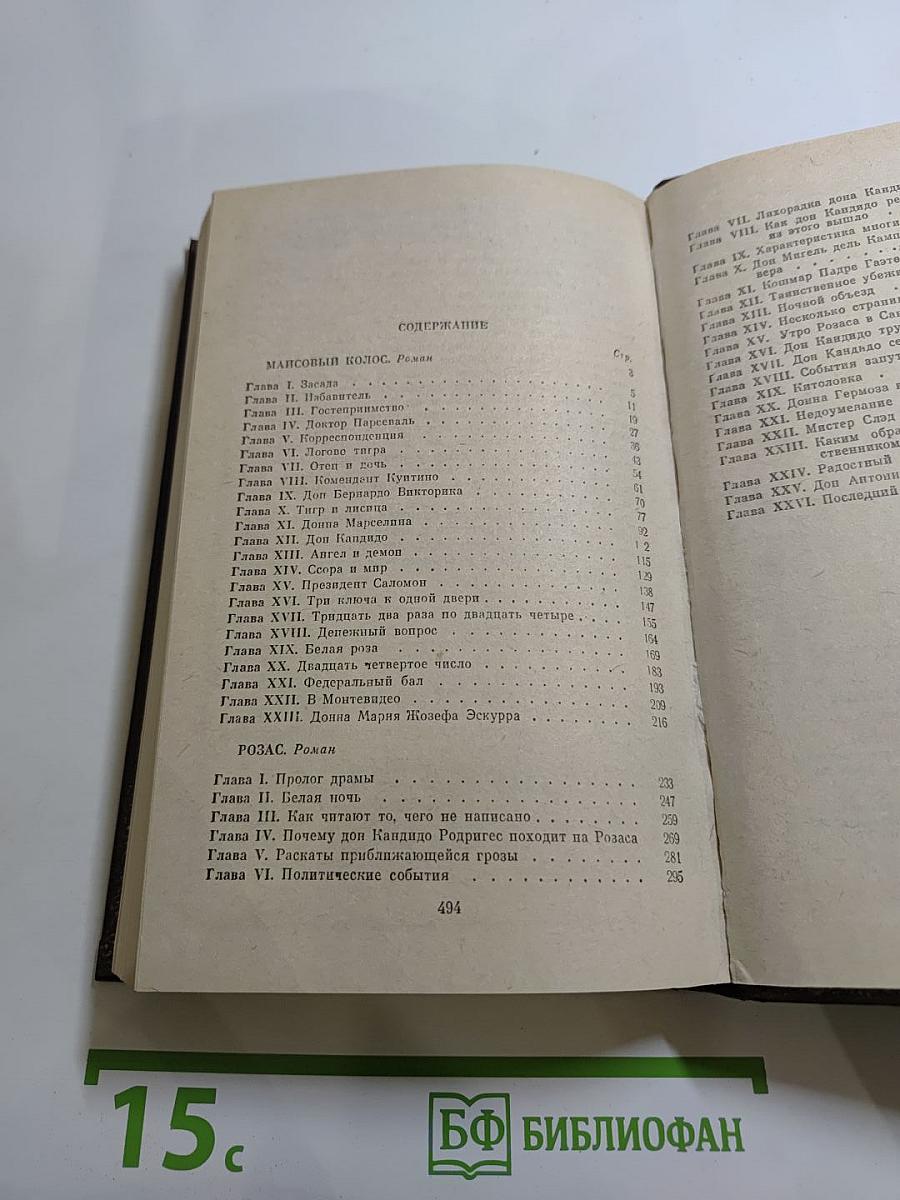 СОДЕРЖАНИЕ
Стр.
МАИСОВЫЙ КОЛОС. Роман 3
Глава I. Засада
Глава II. Избавитель 5
Глава III. Гостеприимство 11
Глава IV. Доктор Парсеваль 19
Глава V. Корреспонденция 27
Глава VI. Логово тигра 36
Глава VII. Отец и дочь 43
Глава VIII. Комендант Куитино 54
Глава IX. Дон Бернардо Викторика 61
Глава X. Тигр и лисица 70
Глава XI. Донна Марселина 77
Глава XII. Дон Кандидо 92
Глава XIII. Ангел и демон 1 2
Глава XIV. Ссора и мир 115
Глава XV. Президент Саломон 129
Глава XVI. Три ключа к одной двери 138
Глава XVII. Тридцать два раза по двадцать четыре 147
Глава XVIII. Денежный вопрос 155
Глава XIX. Белая роза 164
Глава XX. Двадцать четвертое число 169
Глава XXI. Федеральный бал 183
Глава XXII. В Монтевидео 193
209
Глава XXIII. Донна Мария Жозефа Эскурра 216
РОЗАС. Роман
Глава I. Пролог драмы 233
Глава II. Белая ночь 247
Глава III. Как читают то, чего не написано 259
Глава IV. Почему дон Кандидо Родригес походит на Розаса 269
Глава V. Раскаты приближающейся грозы 281
Глава VI. Политические события 295
494
Глава VII. Лихорадка дона Канди
Глава VIII. Как дон Кандидо ре
из этого вышло
Глава IX. Характеристика многи
Глава X. Дон Мигель дель Камп
вера
Глава XI. Кошмар Падре Гаэте
Глава XII. Таинственное убежи
Глава XIII. Ночной объезд
Глава XIV. Несколько страни
Глава XV. Утро Розаса в Сан
Глава XVI. Дон Кандидо тру
Глава XVII. Дон Кандидо се
Глава XVIII. События запут
Глава XIX. Китоловка
Глава XX. Донна Гермоза
Глава XXI. Недоумение
Глава XXII. Мистер Слэд
Глава XXIII. Каким обра
ственником
Глава XXIV. Радостный
Глава XXV. Дон Антони
Глава XXVI. Последний
15 с
БФ БИБЛИОФАН